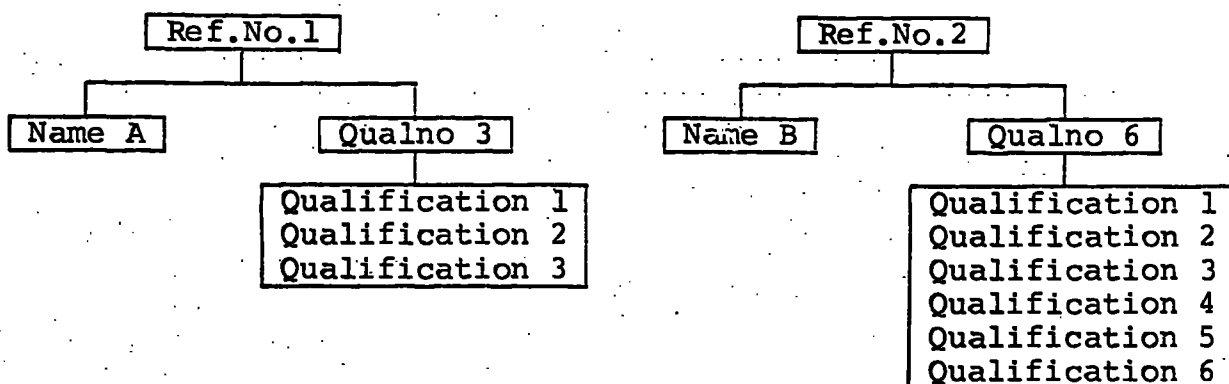 Ref.No.1
Name A
Qualno 3
Qualification 1
Qualification 2
Qualification 3
Ref.No.2
Name B
Qualno 6
Qualification 1
Qualification 2
Qualification 3
Qualification 4
Qualification 5
Qualification 6